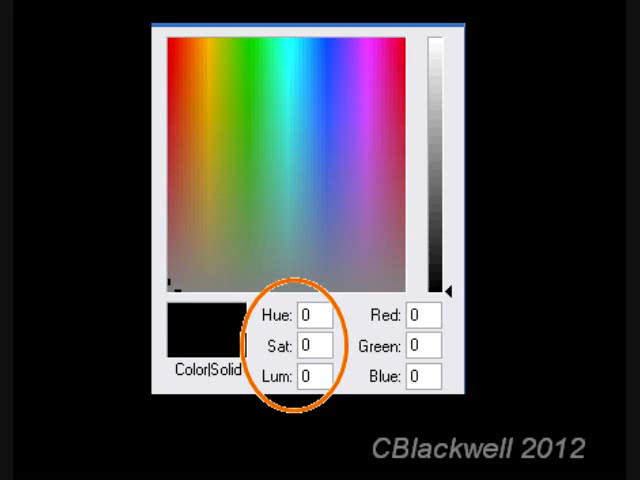 Hue: 0 Red: 0
Sat: 0 Green: 0
Color|Solid
Lum: 0 Blue: 0
CBlackwell 2012